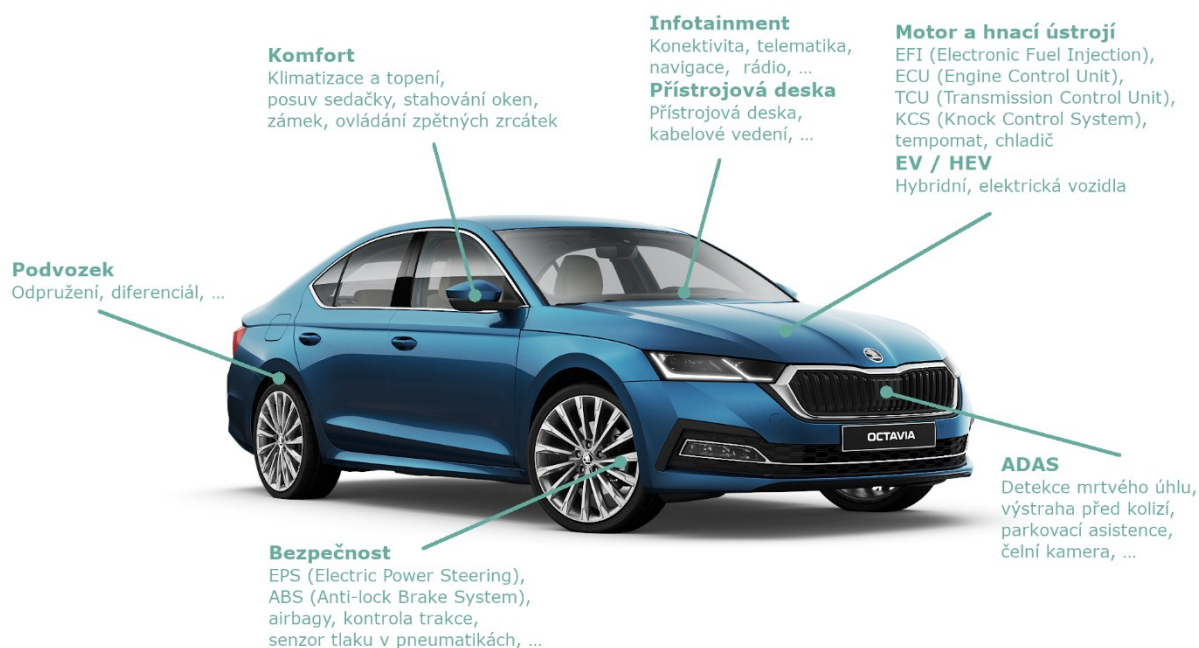 Infotainment
Konektivita, telematika,
navigace, rádio, ...
Přístrojová deska
Přístrojová deska,
kabelové vedení, ...
Motor a hnací ústrojí
EFI (Electronic Fuel Injection),
ECU (Engine Control Unit),
TCU (Transmission Control Unit),
KCS (Knock Control System),
tempomat, chladič
EV / HEV
Hybridní, elektrická vozidla
Komfort
Klimatizace a topení,
posuv sedačky, stahování oken,
zámek, ovládání zpětných zrcátek
Podvozek
Odpružení, diferenciál, ...
OCTAVIA
ADAS
Detekce mrtvého úhlu,
výstraha před kolizí,
parkovací asistence,
čelní kamera, ...
Bezpečnost
EPS (Electric Power Steering),
ABS (Anti-lock Brake System),
airbagy, kontrola trakce,
senzor tlaku v pneumatikách, ...